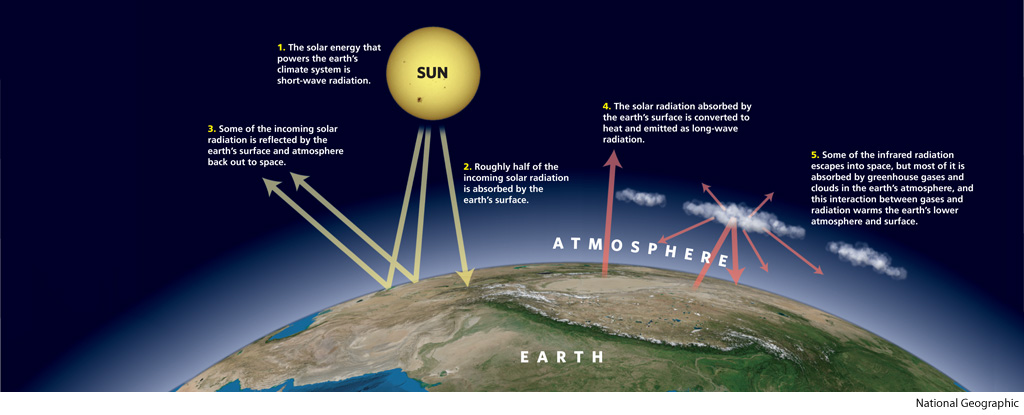 1. The solar energy that
powers the earth's
climate system is
short-wave radiation.
SUN
3. Some of the incoming solar
radiation is reflected by the
earth's surface and atmosphere
back out to space.
2. Roughly half of the
incoming solar radiation
is absorbed by the
earth's surface.
4. The solar radiation absorbed by
the earth's surface is converted to
heat and emitted as long-wave
radiation.
5. Some of the infrared radiation
escapes into space, but most of it is
absorbed by greenhouse gases and
clouds in the earth's atmosphere, and
this interaction between gases and
radiation warms the earth's lower
atmosphere and surface.
ATMOSPHERE
EARTH
National Geographic